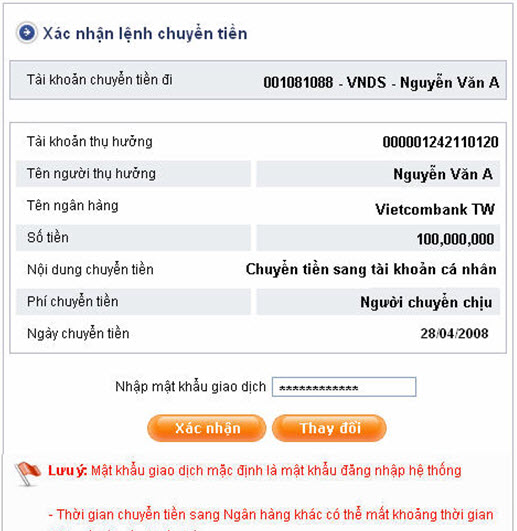 Xác nhận lệnh chuyển tiền
Tài khoản chuyển tiền đi 001081088 - VNDS - Nguyễn Văn A
Tài khoản thụ hưởng 000001242110120
Tên người thụ hưởng Nguyễn Văn A
Tên ngân hàng Vietcombank TW
Số tiền 100,000,000
Nội dung chuyển tiền Chuyển tiền sang tài khoản cá nhân
Phí chuyển tiền Người chuyển chịu
Ngày chuyển tiền 28/04/2008
Nhập mật khẩu giao dịch ************
Xác nhận Thay đổi
Lưu ý: Mật khẩu giao dịch mặc định là mật khẩu đăng nhập hệ thống
- Thời gian chuyển tiền sang Ngân hàng khác có thể mất khoảng thời gian